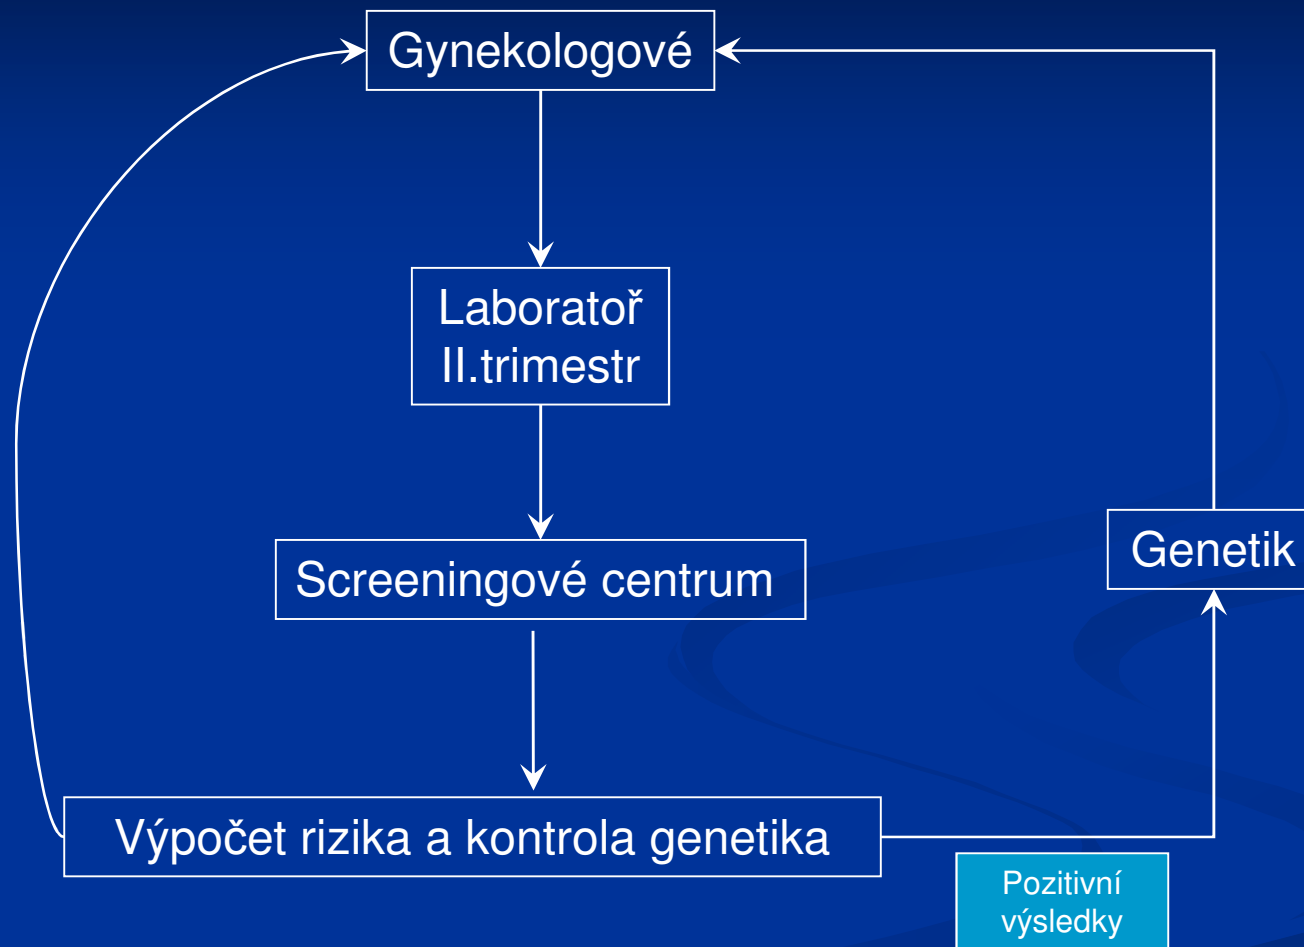 Gynekologové
Laboratoř
II.trimestr
Screeningové centrum
Genetik
Výpočet rizika a kontrola genetika
Pozitivní
výsledky